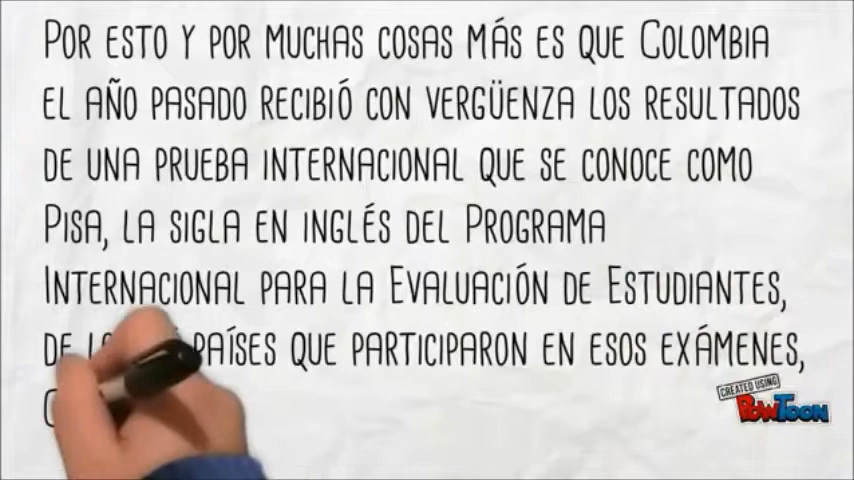 Por esto y por muchas cosas más es que Colombia
el año pasado recibió con vergüenza los resultados
de una prueba internacional que se conoce como
Pisa, la sigla en inglés del Programa
Internacional para la Evaluación de Estudiantes,
de países que participaron en esos exámenes,
CREATED USING
PowToon